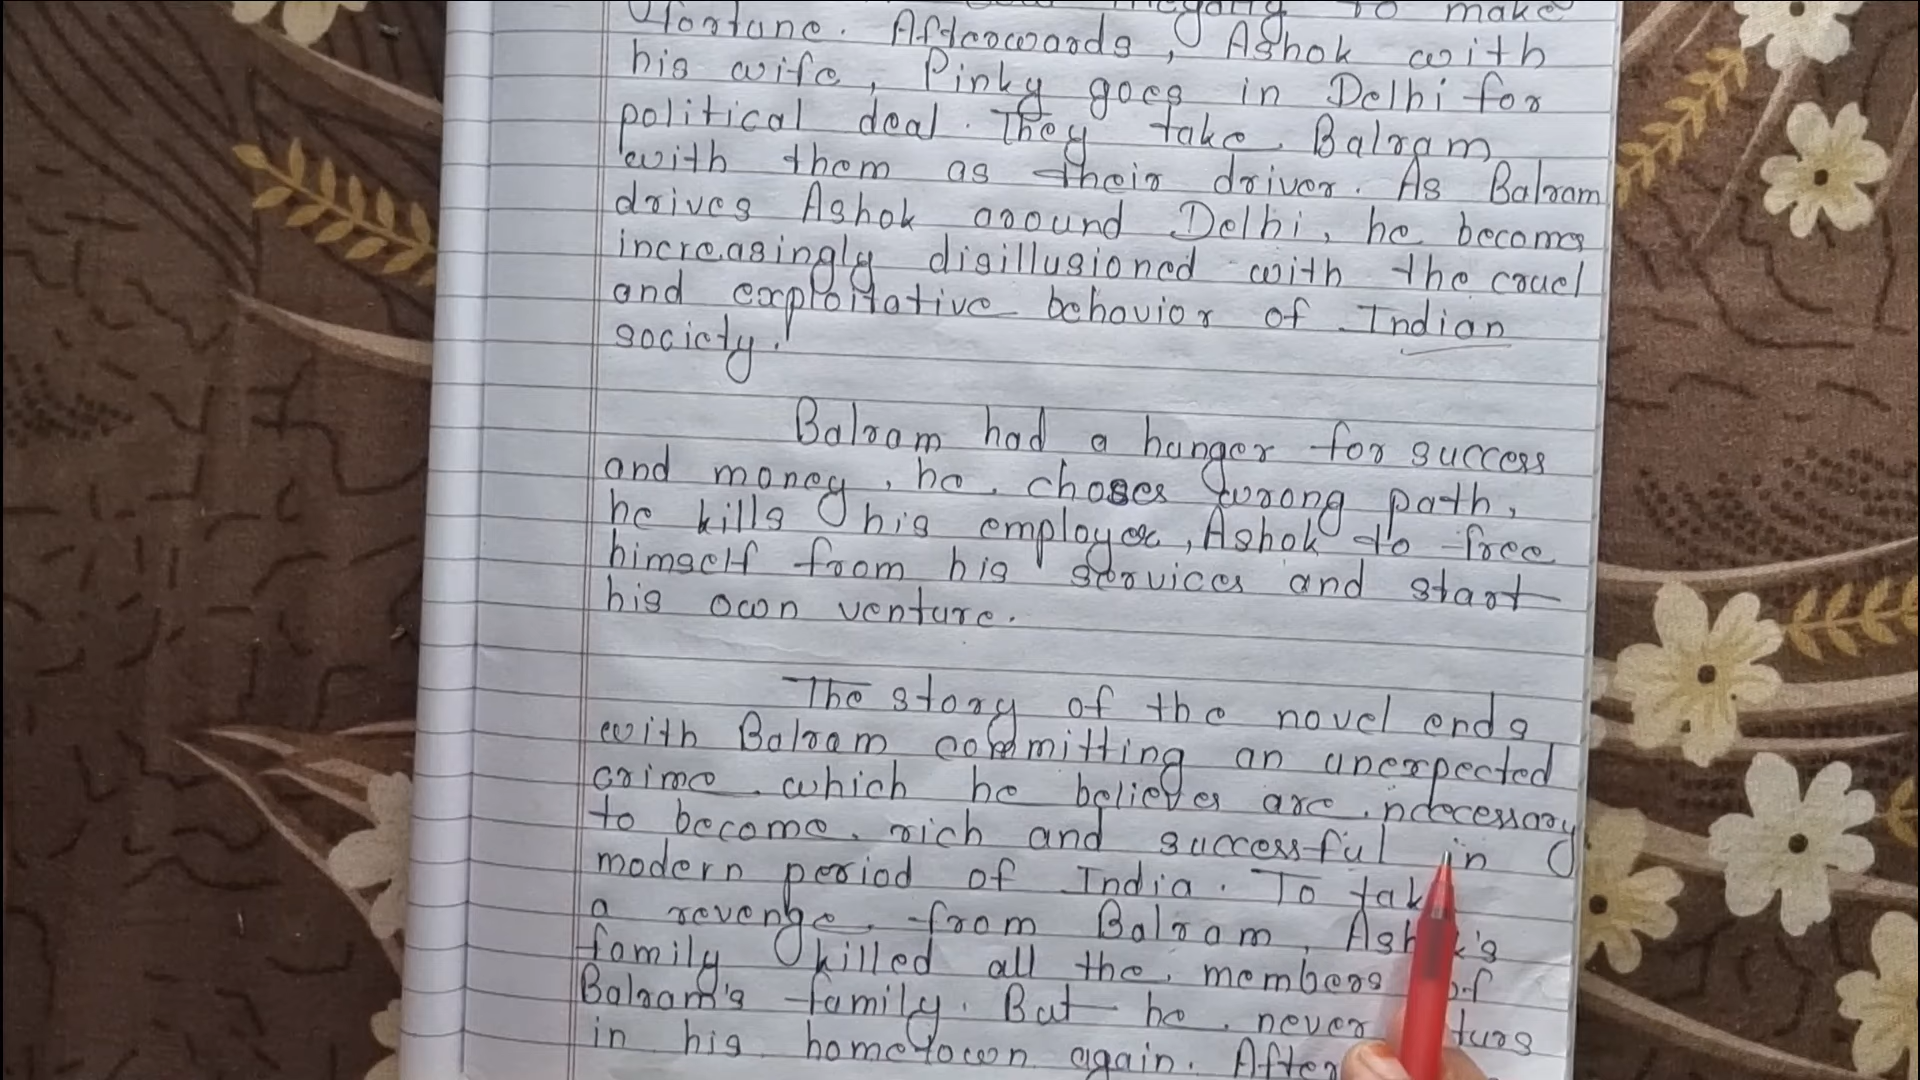 to make
fortune. Afterwards, Ashok with
his wife, Pinky goes in Delhi for
political deal. They take Balram
with them as their driver. As Balram
drives Ashok around Delhi, he becomes
increasingly disillusioned with the cruel
and exploitative behavior of Indian
society.
Balram had a hunger for success
and money, he choses wrong path,
he kills his employer, Ashok to free
himself from his services and start
his own venture.
The story of the novel ends
with Balram committing an unexpected
crime which he believes are necessary
to become rich and successful in
modern period of India. To
a revenge from Balram,
family killed all the members of
Balram's family. But he never
in his hometown again. After